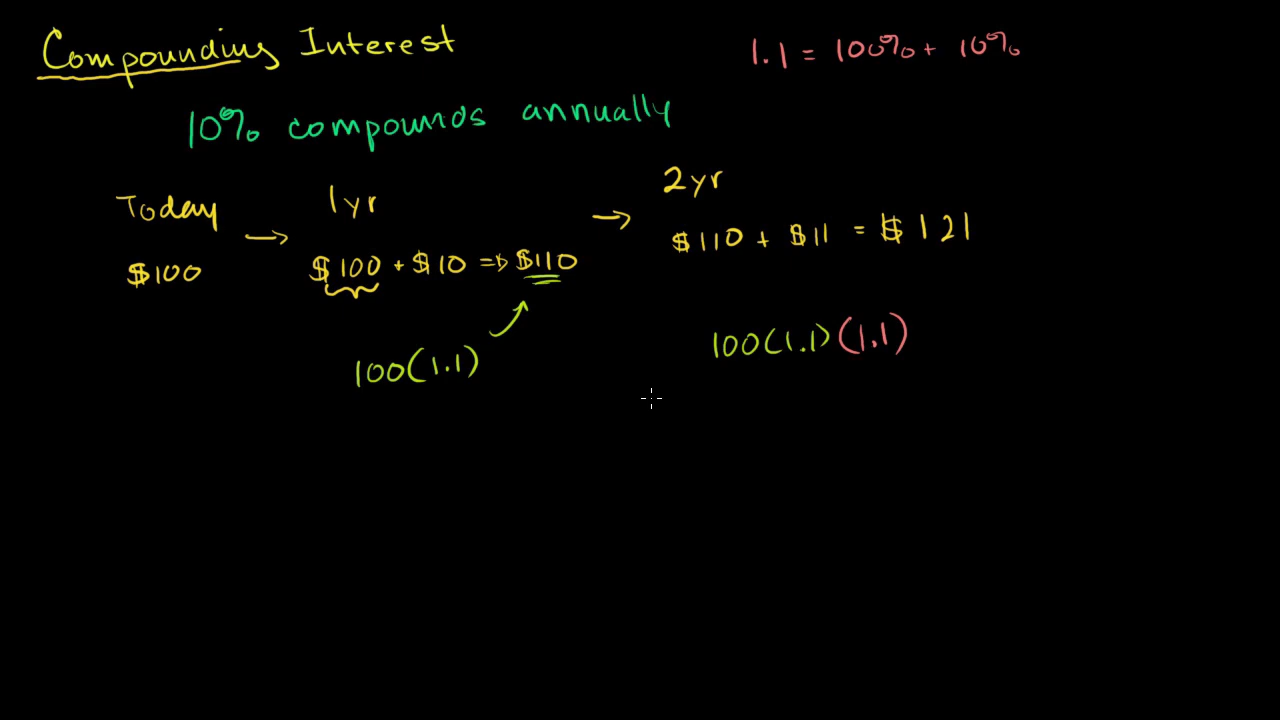 Compounding Interest
1.1 = 100% + 10%
10% compounds annually
Today → 1yr → 2yr
$100 $100 + $10 => $110 $110 + $11 = $121
100(1.1) 100(1.1)(1.1)